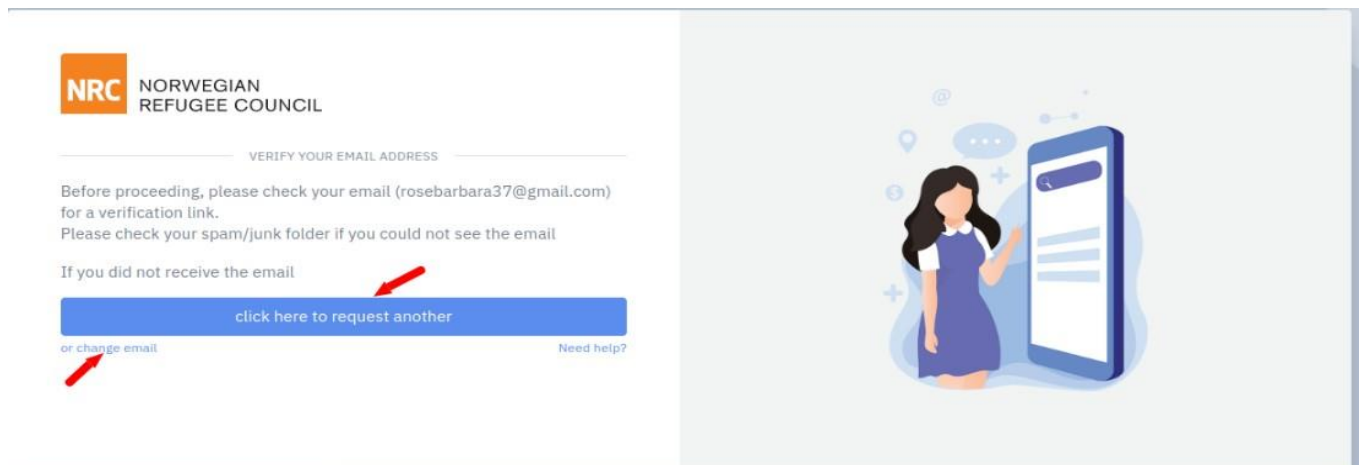 NRC
NORWEGIAN
REFUGEE COUNCIL
VERIFY YOUR EMAIL ADDRESS
Before proceeding, please check your email (rosebarbara37@gmail.com)
for a verification link.
Please check your spam/junk folder if you could not see the email
If you did not receive the email
click here to request another
or change email
Need help?